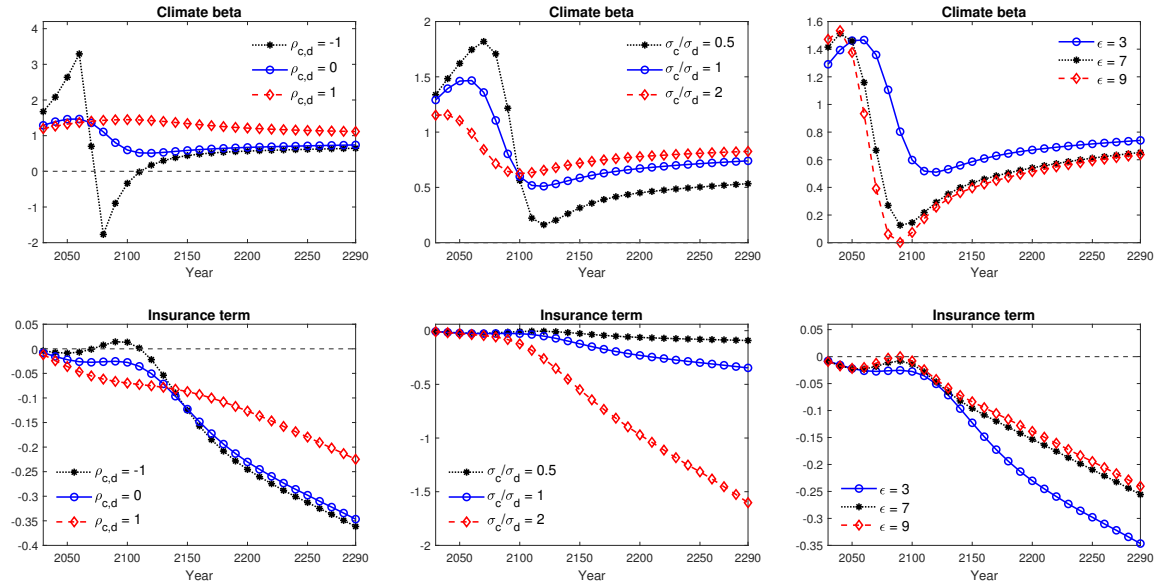 Climate beta
ρc,d = -1
ρc,d = 0
ρc,d = 1
4
3
2
1
0
-1
-2
2050 2100 2150 2200 2250 2290
Year
Climate beta
σc/σd = 0.5
σc/σd = 1
σc/σd = 2
2
1.5
1
0.5
0
2050 2100 2150 2200 2250 2290
Year
Climate beta
ϵ = 3
ϵ = 7
ϵ = 9
1.6
1.4
1.2
1
0.8
0.6
0.4
0.2
0
2050 2100 2150 2200 2250 2290
Year
Insurance term
0.05
0
-0.05
-0.1
-0.15
-0.2
-0.25
-0.3
-0.35
-0.4
ρc,d = -1
ρc,d = 0
ρc,d = 1
2050 2100 2150 2200 2250 2290
Year
Insurance term
0
-0.5
-1
-1.5
-2
σc/σd = 0.5
σc/σd = 1
σc/σd = 2
2050 2100 2150 2200 2250 2290
Year
Insurance term
0.05
0
-0.05
-0.1
-0.15
-0.2
-0.25
-0.3
-0.35
ϵ = 3
ϵ = 7
ϵ = 9
2050 2100 2150 2200 2250 2290
Year